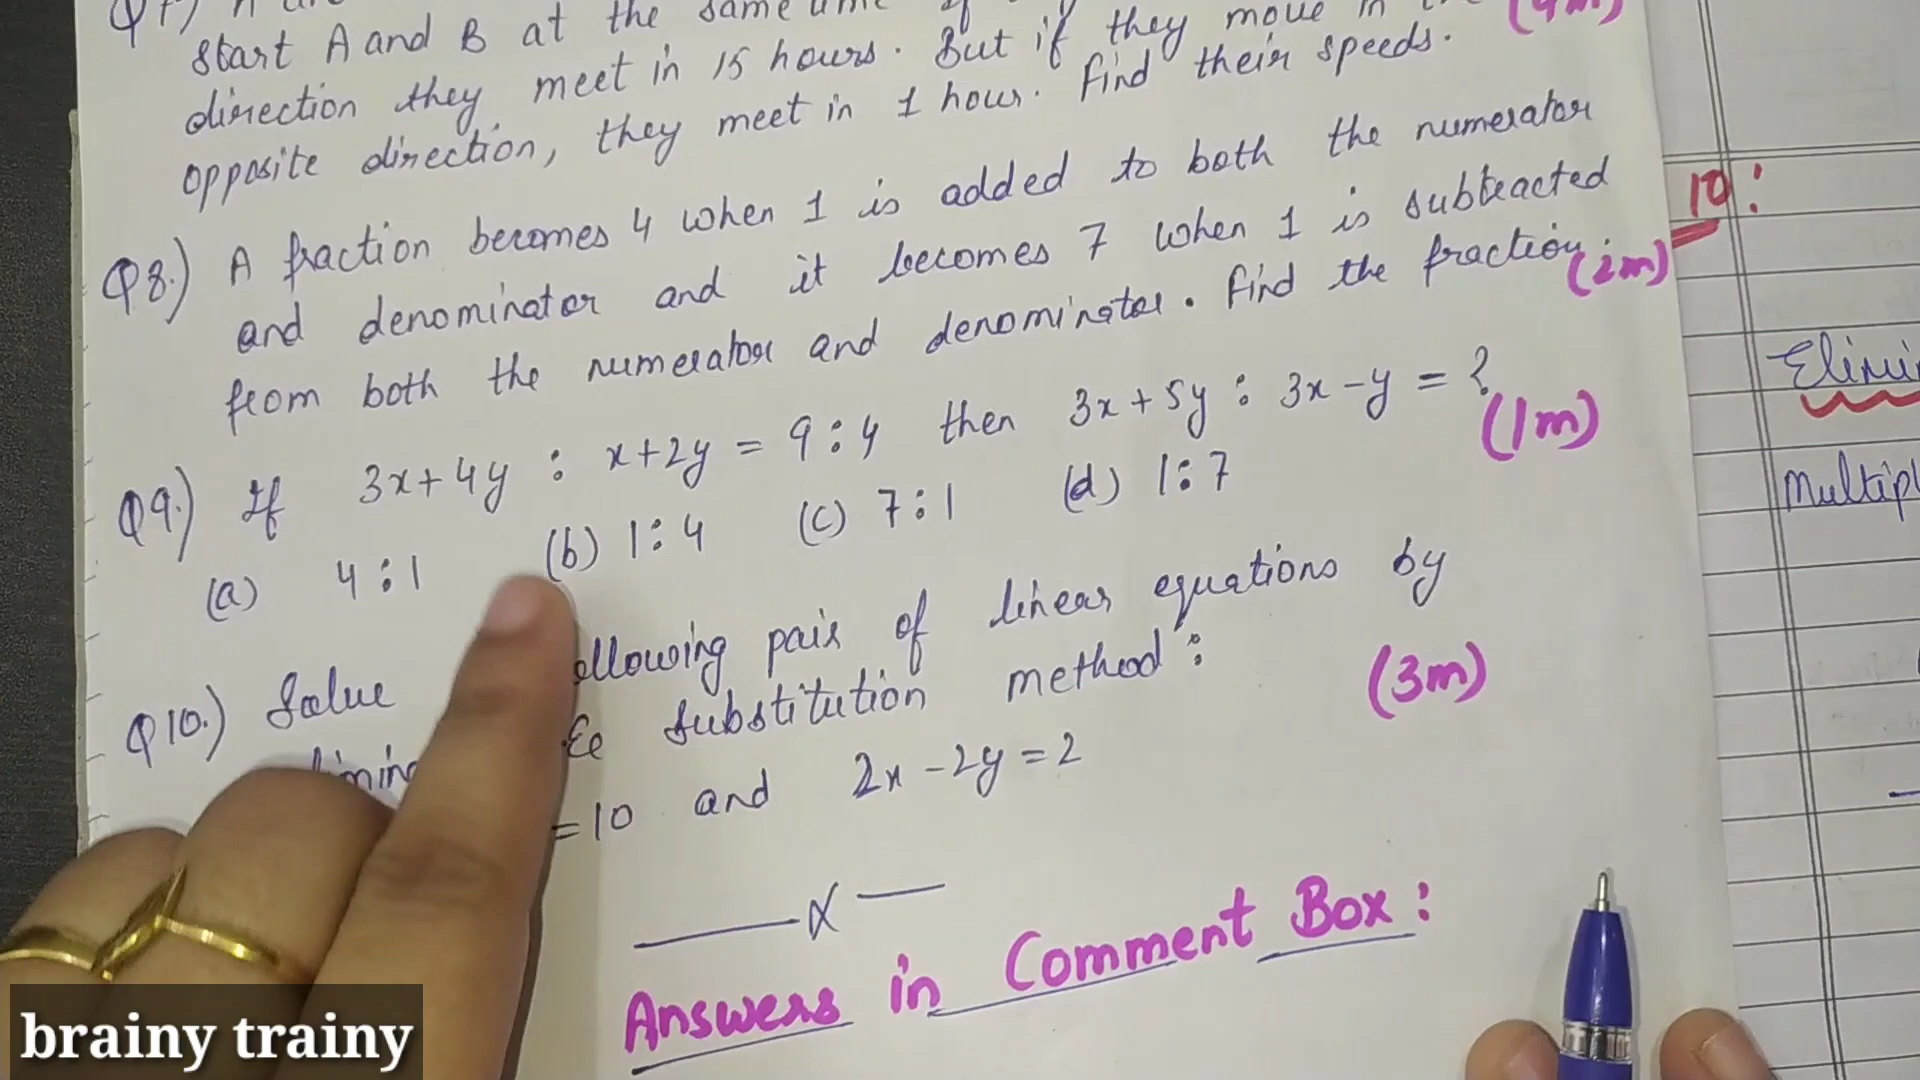 start A and B at the same time
direction they meet in 15 hours. But if they move in
opposite direction, they meet in 1 hour. Find their speeds.
Q8.) A fraction becomes 4 when 1 is added to both the numerator
and denominator and it becomes 7 when 1 is subtracted
from both the numerator and denominator. Find the fraction. (2m)
Q9.) If 3x+4y : x+2y = 9:4 then 3x+5y : 3x-y = ?
(1m)
(a) 4:1 (b) 1:4 (c) 7:1 (d) 1:7
Q10.) Solve ollowing pair of linear equations by
substitution method: (3m)
=10 and 2x-2y=2
Answers in Comment Box:
10:
Elimi
Multipl
brainy trainy